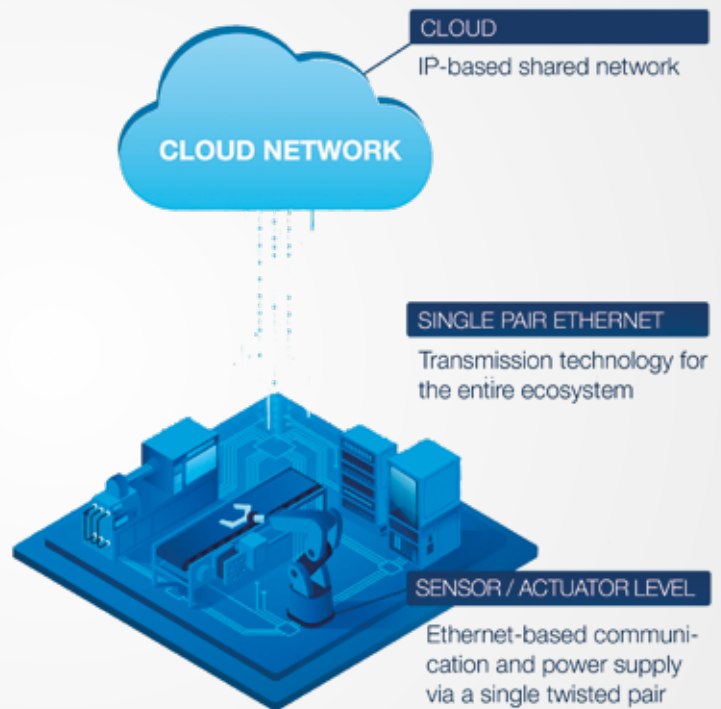 CLOUD
IP-based shared network
CLOUD NETWORK
SINGLE PAIR ETHERNET
Transmission technology for
the entire ecosystem
SENSOR / ACTUATOR LEVEL
Ethernet-based communi-
cation and power supply
via a single twisted pair